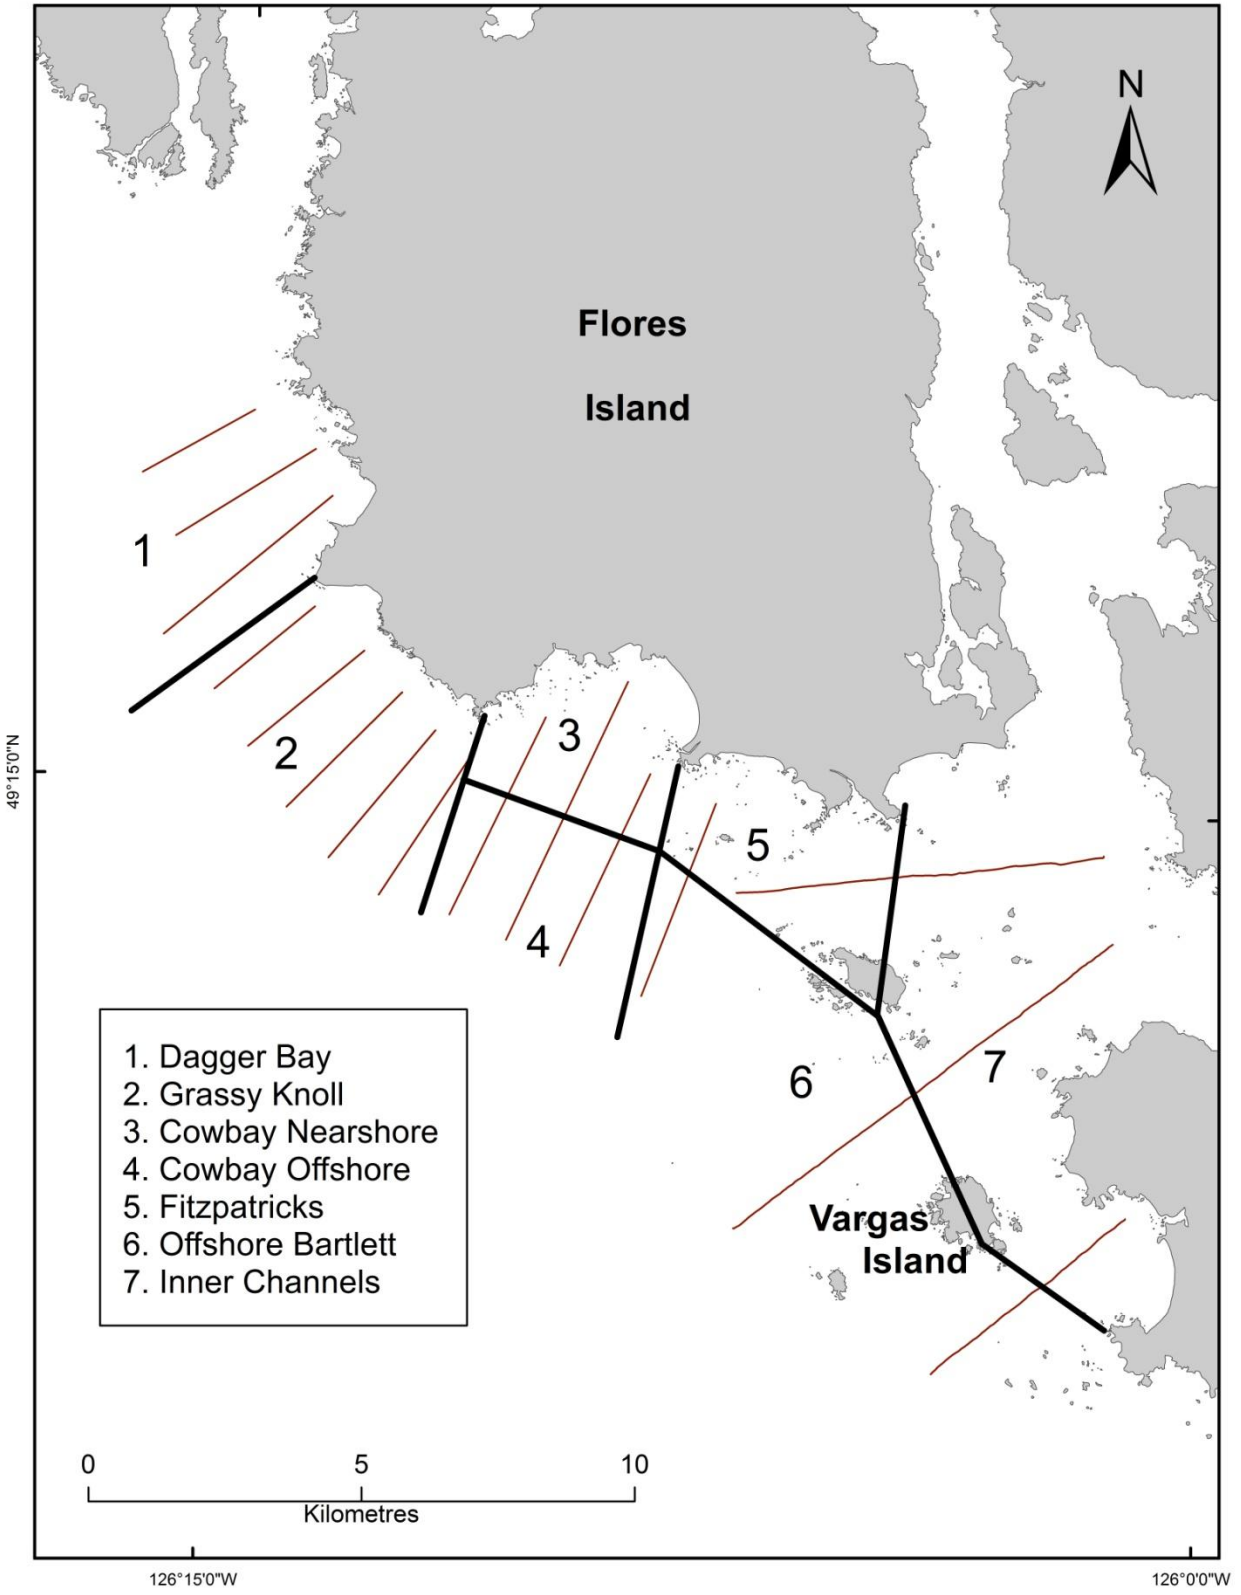 N
Flores
Island
1
2
3
4
5
6
7
49°15'0"N
1. Dagger Bay
2. Grassy Knoll
3. Cowbay Nearshore
4. Cowbay Offshore
5. Fitzpatricks
6. Offshore Bartlett
7. Inner Channels
Vargas
Island
0 5 10
Kilometres
126°15'0"W 126°0'0"W